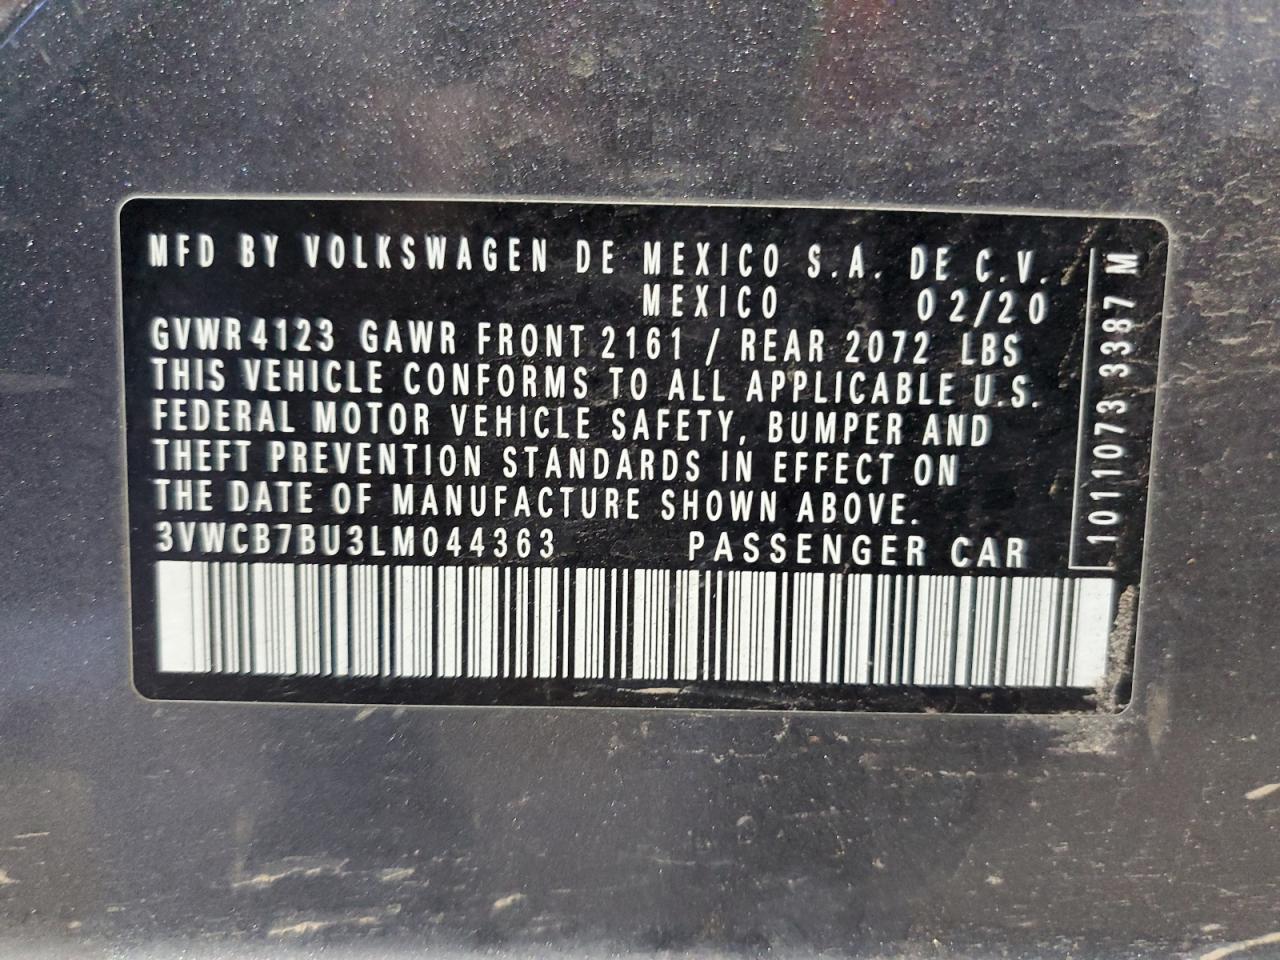 MFD BY VOLKSWAGEN DE MEXICO S.A. DE C.V.
MEXICO 02/20
GVWR 4123 GAWR FRONT 2161 / REAR 2072 LBS
THIS VEHICLE CONFORMS TO ALL APPLICABLE U.S.
FEDERAL MOTOR VEHICLE SAFETY, BUMPER AND
THEFT PREVENTION STANDARDS IN EFFECT ON
THE DATE OF MANUFACTURE SHOWN ABOVE.
3VWCB7BU3LM044363 PASSENGER CAR
1011073 3387 M